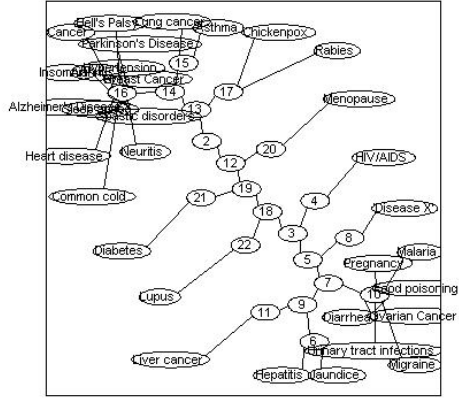 Bell's Palsy
Lung cancer
Cancer
Asthma
Chickenpox
Parkinson's Disease
Rabies
15
Hypertension
Breast Cancer
16
14
17
Menopause
Alzheimer's Disease
13
Neuritis
2
20
Heart disease
12
HIV/AIDS
19
Common cold
21
4
18
Disease X
3
8
Diabetes
22
5
Malaria
Pregnancy
7
Lupus
10
Food poisoning
9
11
Diarrhea
Ovarian Cancer
6
Urinary tract infections
Liver cancer
Migraine
Hepatitis
Jaundice